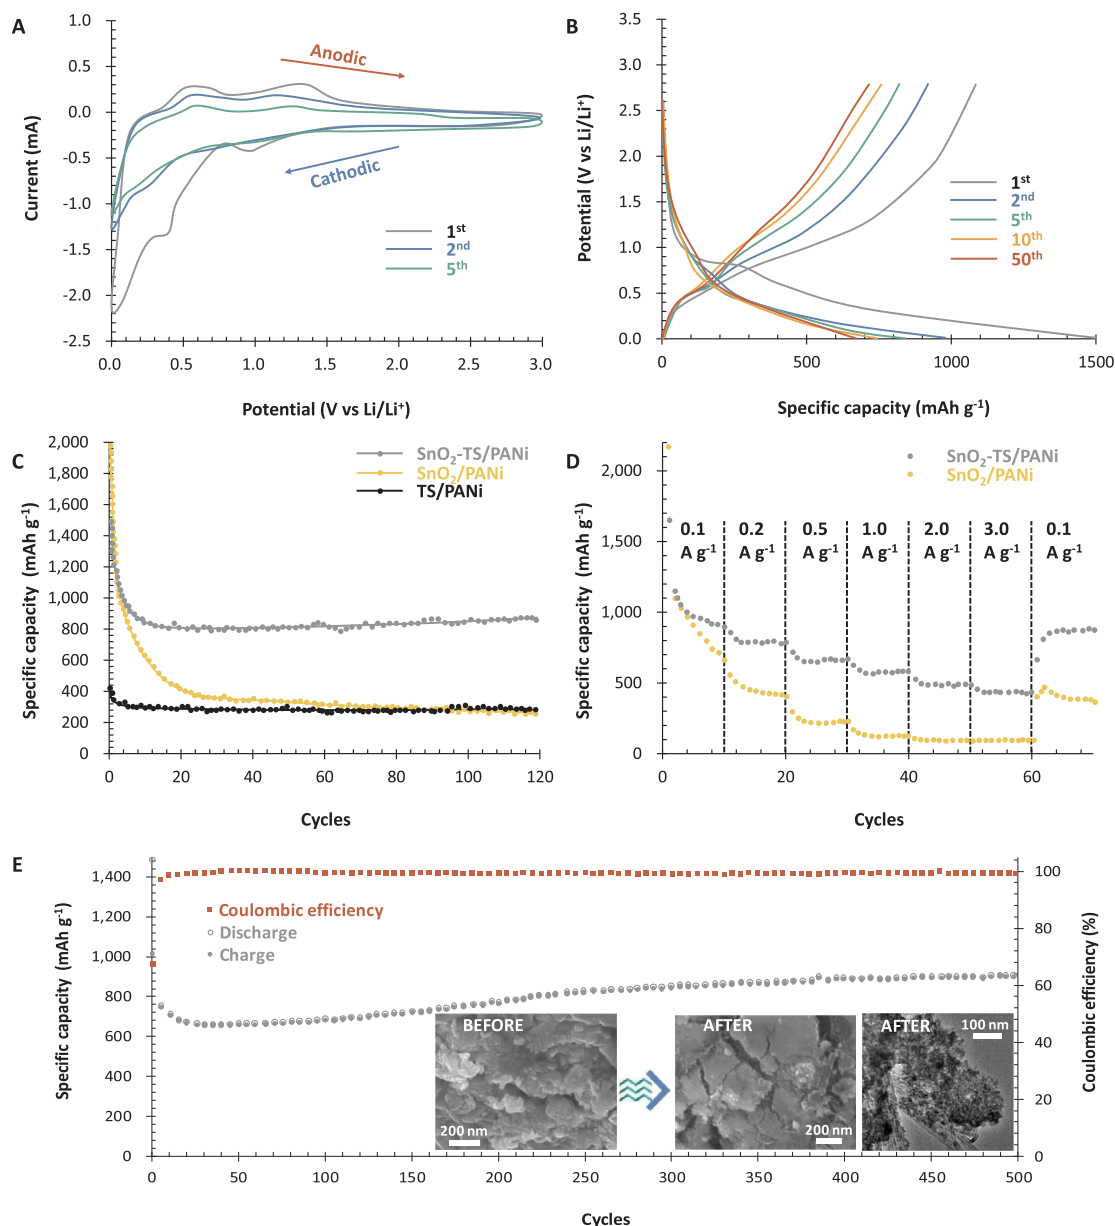 A
Current (mA)
1.0
0.5
0.0
-0.5
-1.0
-1.5
-2.0
-2.5
Anodic
Cathodic
1st
2nd
5th
0.0
0.5
1.0
1.5
2.0
2.5
3.0
Potential (V vs Li/Li⁺)
B
Potential (V vs Li/Li⁺)
3.5
3.0
2.5
2.0
1.5
1.0
0.5
0.0
1st
2nd
5th
10th
50th
0
500
1000
1500
Specific capacity (mAh g⁻¹)
C
Specific capacity (mAh g⁻¹)
2,000
1,800
1,600
1,400
1,200
1,000
800
600
400
200
0
SnO₂-TS/PANi
SnO₂/PANi
TS/PANi
0
20
40
60
80
100
120
Cycles
D
Specific capacity (mAh g⁻¹)
2,000
1,500
1,000
500
0
SnO₂-TS/PANi
SnO₂/PANi
0.1 0.2 0.5 1.0 2.0 3.0 0.1
A g⁻¹ A g⁻¹ A g⁻¹ A g⁻¹ A g⁻¹ A g⁻¹ A g⁻¹
0
20
40
60
Cycles
E
Specific capacity (mAh g⁻¹)
1,400
1,200
1,000
800
600
400
200
0
Coulombic efficiency
Discharge
Charge
BEFORE
200 nm
AFTER
200 nm
AFTER
100 nm
100
80
60
40
20
0
Coulombic efficiency (%)
0
50
100
150
200
250
300
350
400
450
500
Cycles